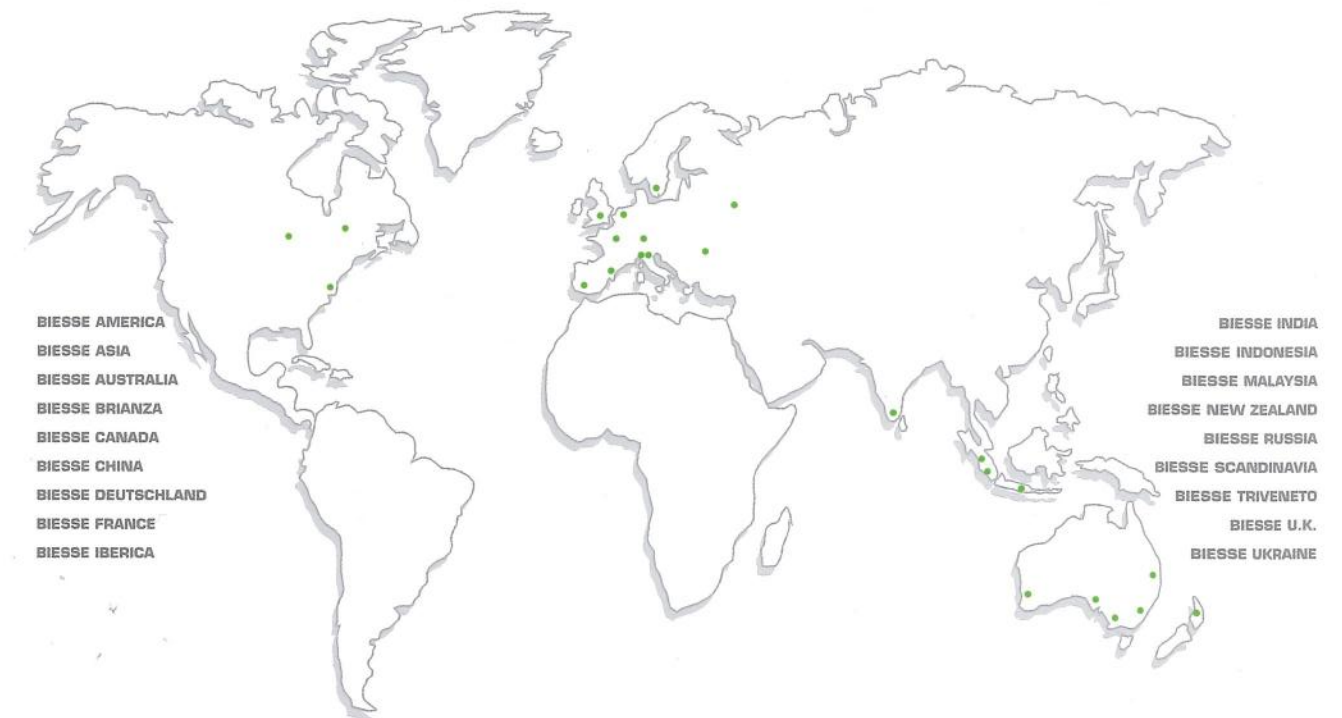 BIESSE AMERICA
BIESSE ASIA
BIESSE AUSTRALIA
BIESSE BRIANZA
BIESSE CANADA
BIESSE CHINA
BIESSE DEUTSCHLAND
BIESSE FRANCE
BIESSE IBERICA
BIESSE INDIA
BIESSE INDONESIA
BIESSE MALAYSIA
BIESSE NEW ZEALAND
BIESSE RUSSIA
BIESSE SCANDINAVIA
BIESSE TRIVENETO
BIESSE U.K.
BIESSE UKRAINE